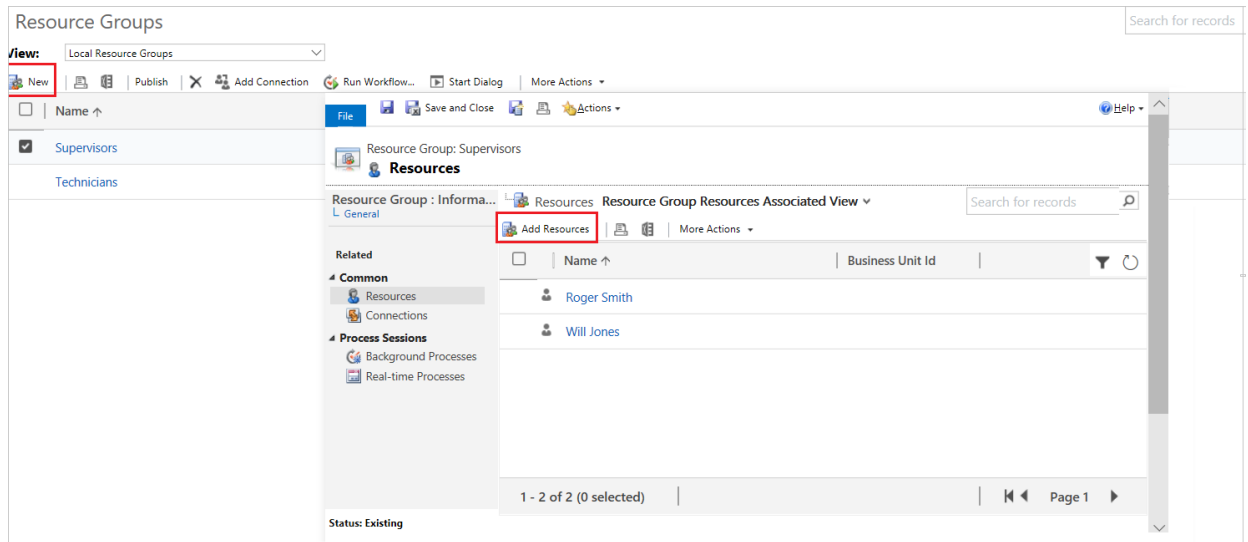 Resource Groups
Search for records
View:
Local Resource Groups
New
Publish
Add Connection
Run Workflow...
Start Dialog
More Actions
Name
Supervisors
Technicians
File
Save and Close
Actions
Help
Resource Group: Supervisors
Resources
Resource Group : Informa...
General
Resources
Resource Group Resources Associated View
Search for records
Add Resources
More Actions
Related
Common
Resources
Connections
Process Sessions
Background Processes
Real-time Processes
Name
Business Unit Id
Roger Smith
Will Jones
1 - 2 of 2 (0 selected)
Page 1
Status: Existing